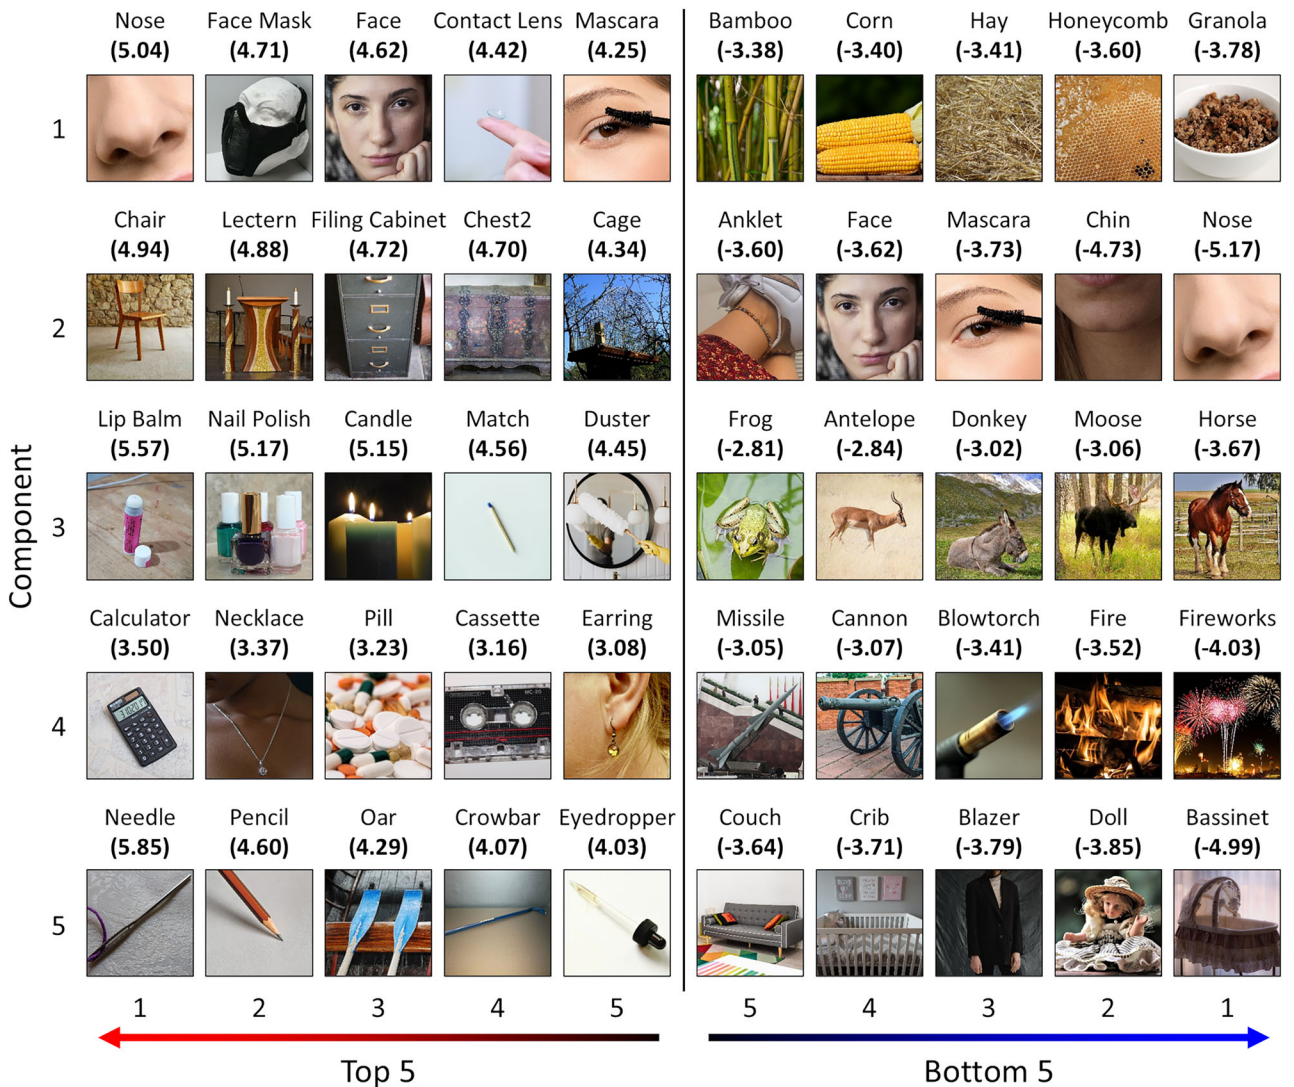 Nose Face Mask Face Contact Lens Mascara Bamboo Corn Hay Honeycomb Granola
(5.04) (4.71) (4.62) (4.42) (4.25) (-3.38) (-3.40) (-3.41) (-3.60) (-3.78)
1
Chair Lectern Filing Cabinet Chest2 Cage Anklet Face Mascara Chin Nose
(4.94) (4.88) (4.72) (4.70) (4.34) (-3.60) (-3.62) (-3.73) (-4.73) (-5.17)
2
Lip Balm Nail Polish Candle Match Duster Frog Antelope Donkey Moose Horse
(5.57) (5.17) (5.15) (4.56) (4.45) (-2.81) (-2.84) (-3.02) (-3.06) (-3.67)
Component
3
Calculator Necklace Pill Cassette Earring Missile Cannon Blowtorch Fire Fireworks
(3.50) (3.37) (3.23) (3.16) (3.08) (-3.05) (-3.07) (-3.41) (-3.52) (-4.03)
4
Needle Pencil Oar Crowbar Eyedropper Couch Crib Blazer Doll Bassinet
(5.85) (4.60) (4.29) (4.07) (4.03) (-3.64) (-3.71) (-3.79) (-3.85) (-4.99)
5
1 2 3 4 5 5 4 3 2 1
Top 5 Bottom 5